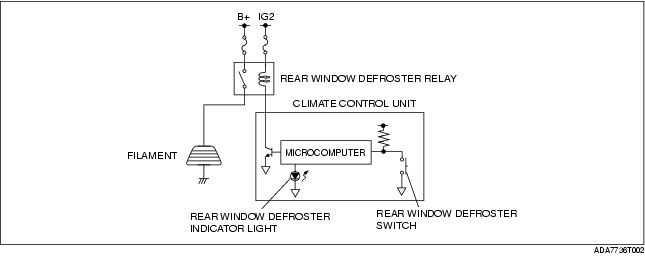 B+ IG2
REAR WINDOW DEFROSTER RELAY
CLIMATE CONTROL UNIT
FILAMENT
MICROCOMPUTER
REAR WINDOW DEFROSTER
INDICATOR LIGHT
REAR WINDOW DEFROSTER
SWITCH
ADA7736T002